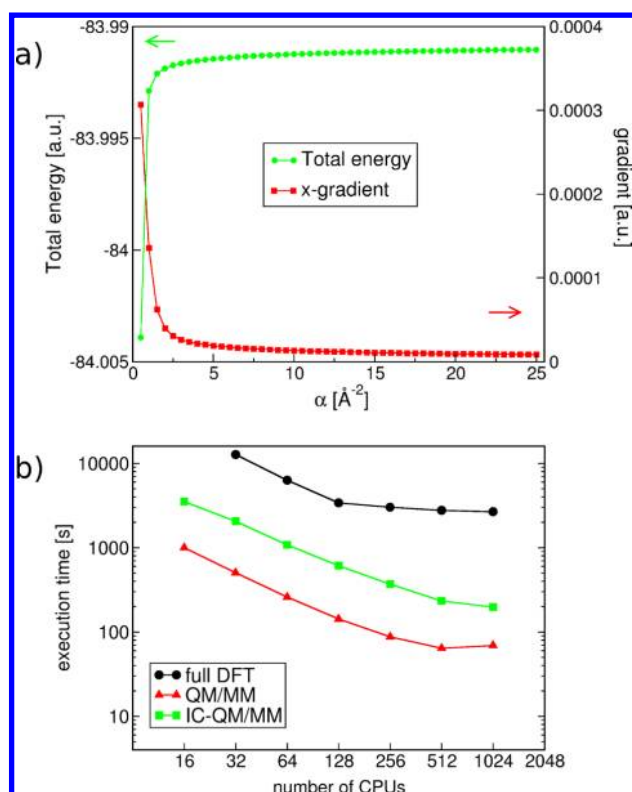 a)
-83.99
-83.995
-84
-84.005
Total energy [a.u.]
Total energy
x-gradient
0.0004
0.0003
0.0002
0.0001
0
gradient [a.u.]
0 5 10 15 20 25
α [Å⁻²]
b)
10000
1000
100
10
execution time [s]
full DFT
QM/MM
IC-QM/MM
16 32 64 128 256 512 1024 2048
number of CPUs